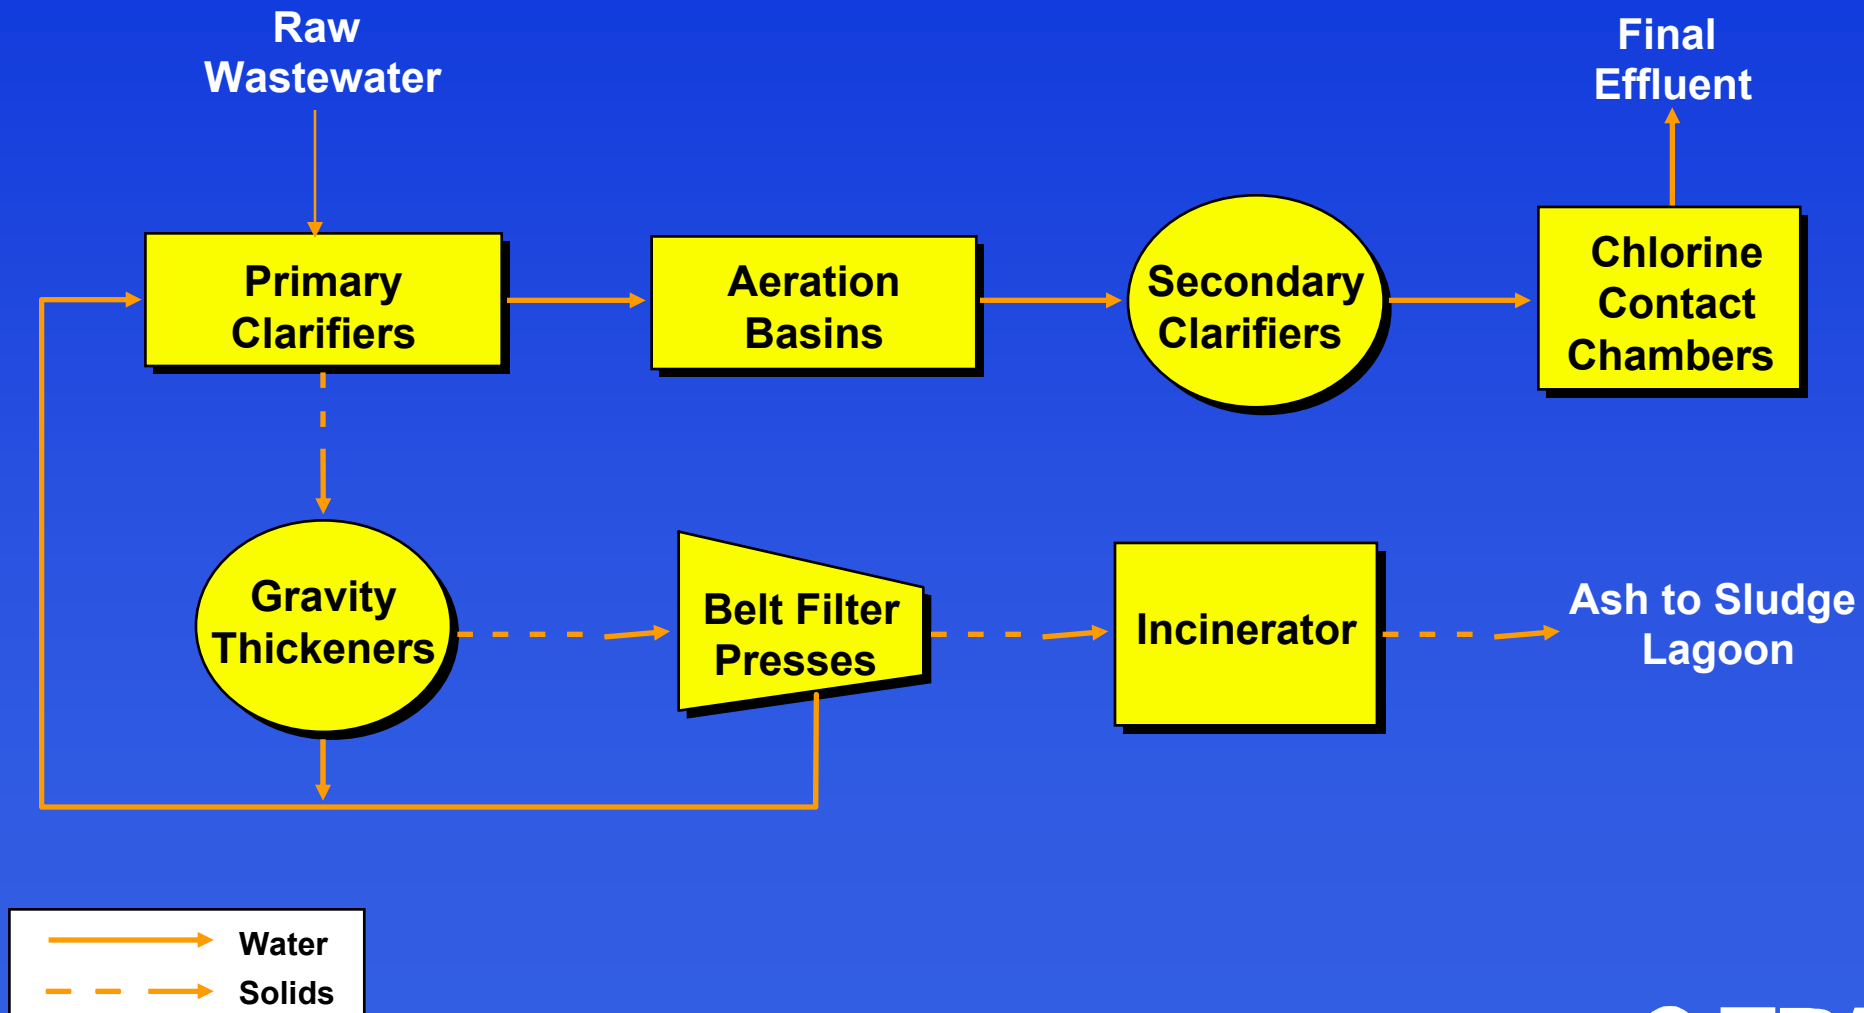 Raw
Wastewater
Final
Effluent
Primary
Clarifiers
Aeration
Basins
Secondary
Clarifiers
Chlorine
Contact
Chambers
Gravity
Thickeners
Belt Filter
Presses
Incinerator
Ash to Sludge
Lagoon
Water
Solids